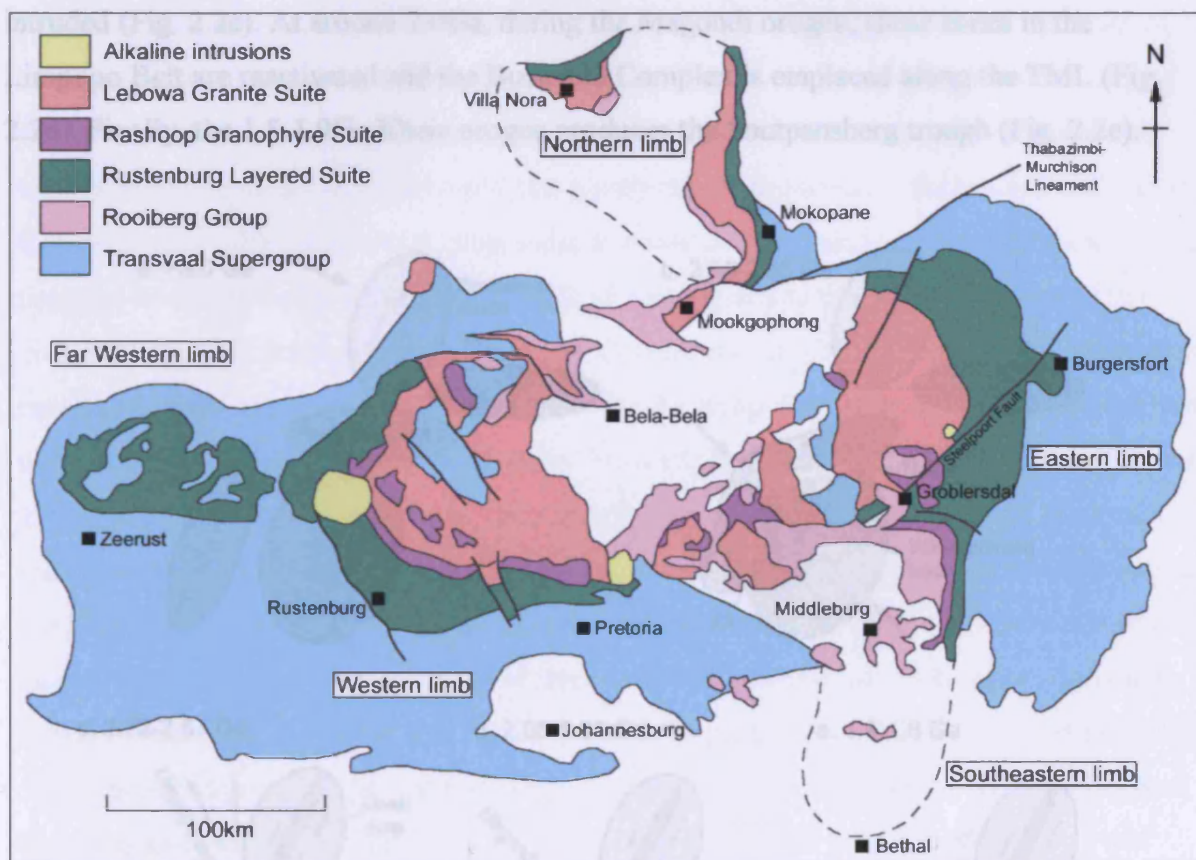 Alkaline intrusions
Lebowa Granite Suite
Rashoop Granophyre Suite
Rustenburg Layered Suite
Rooiberg Group
Transvaal Supergroup
N
Villa Nora
Northern limb
Thabazimbi-
Murchison
Lineament
Mokopane
Mookgophong
Far Western limb
Burgersfort
Bela-Bela
Steelpoort Fault
Eastern limb
Groblersdal
Zeerust
Rustenburg
Middleburg
Pretoria
Western limb
Johannesburg
Southeastern limb
100km
Bethal